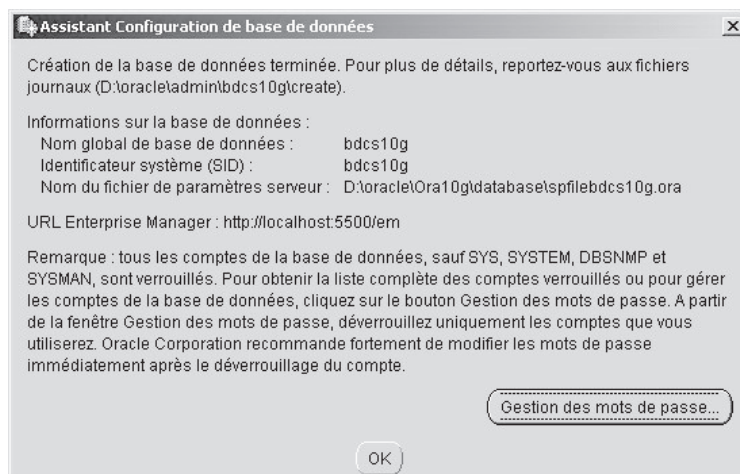 Assistant Configuration de base de données
Création de la base de données terminée. Pour plus de détails, reportez-vous aux fichiers
journaux (D:\oracle\admin\bdcs10g\create).
Informations sur la base de données :
Nom global de base de données : bdcs10g
Identificateur système (SID) : bdcs10g
Nom du fichier de paramètres serveur : D:\oracle\Ora10g\database\spfilebdcs10g.ora
URL Enterprise Manager : http://localhost:5500/em
Remarque : tous les comptes de la base de données, sauf SYS, SYSTEM, DBSNMP et
SYSMAN, sont verrouillés. Pour obtenir la liste complète des comptes verrouillés ou pour gérer
les comptes de la base de données, cliquez sur le bouton Gestion des mots de passe. A partir
de la fenêtre Gestion des mots de passe, déverrouillez uniquement les comptes que vous
utiliserez. Oracle Corporation recommande fortement de modifier les mots de passe
immédiatement après le déverrouillage du compte.
Gestion des mots de passe...
OK